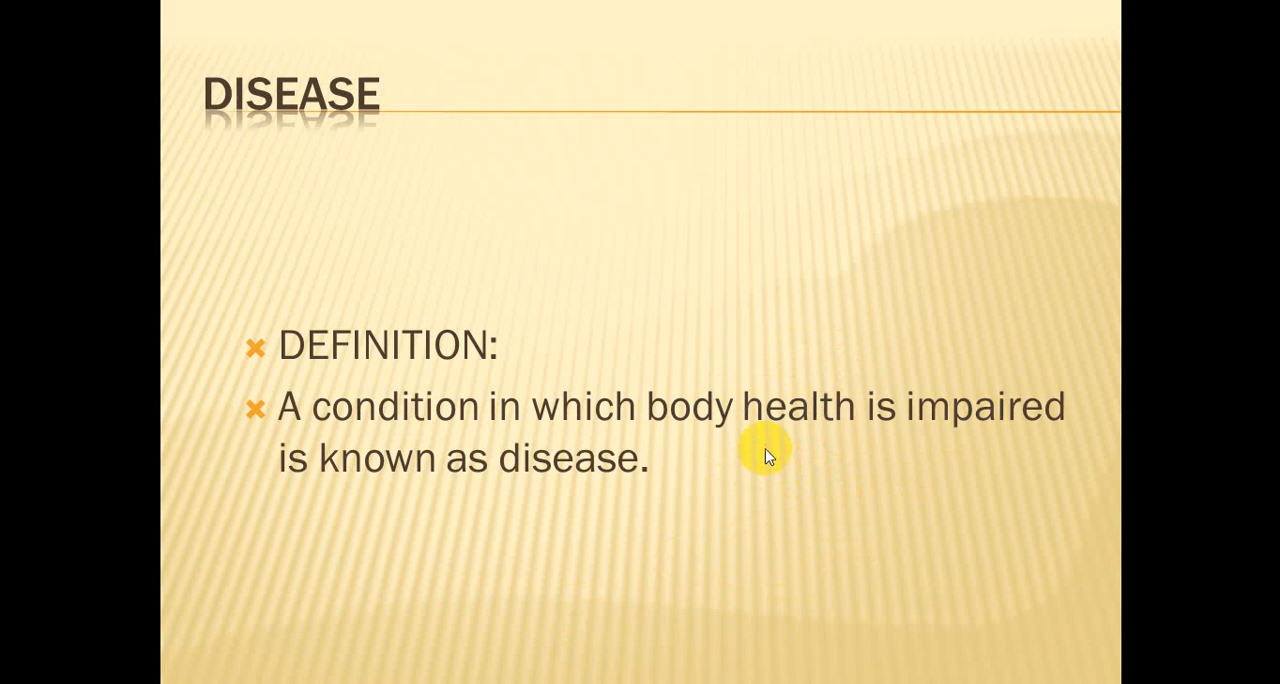 DISEASE
DEFINITION:
A condition in which body health is impaired
is known as disease.